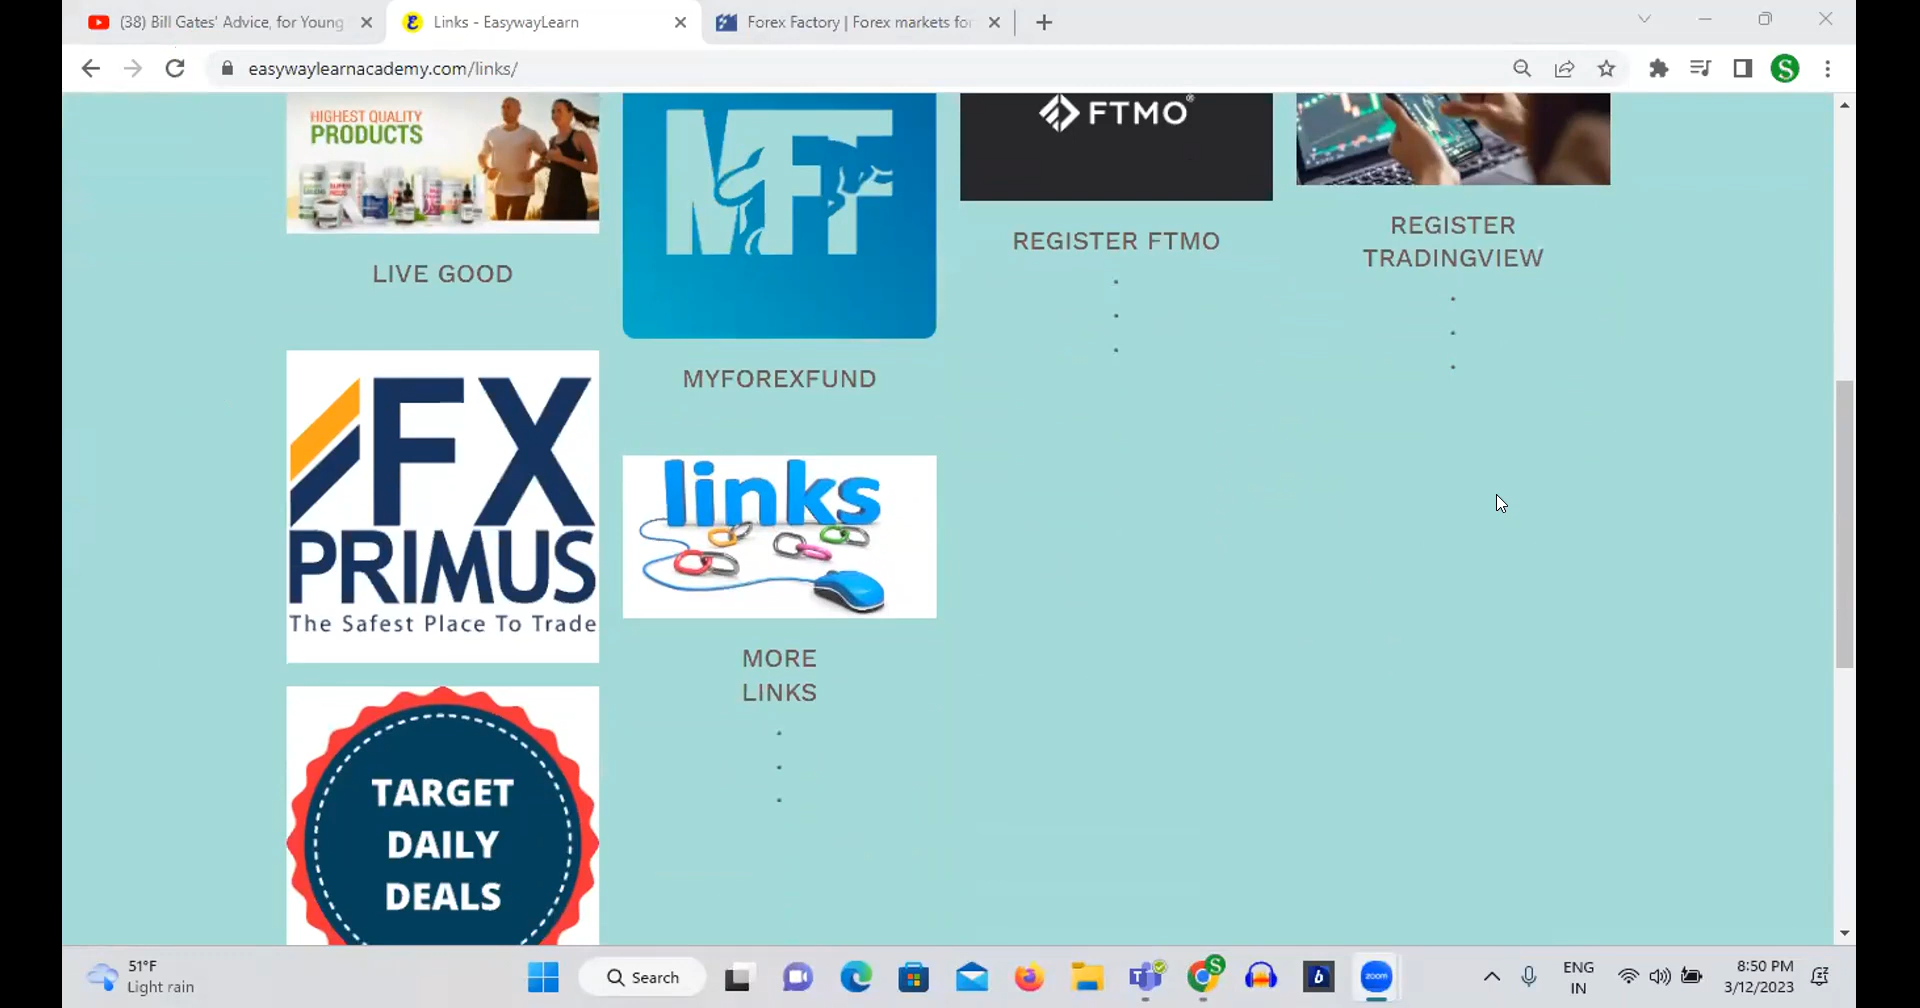 (38) Bill Gates' Advice, for Young
Links - EasywayLearn
Forex Factory | Forex markets for
easywaylearnacademy.com/links/
S
HIGHEST QUALITY
PRODUCTS
LIVE GOOD
MFT
MYFOREXFUND
FTMO®
REGISTER FTMO
REGISTER
TRADINGVIEW
FX
PRIMUS
The Safest Place To Trade
links
MORE
LINKS
TARGET
DAILY
DEALS
51°F
Light rain
Search
S
b
zoom
ENG
IN
8:50 PM
3/12/2023